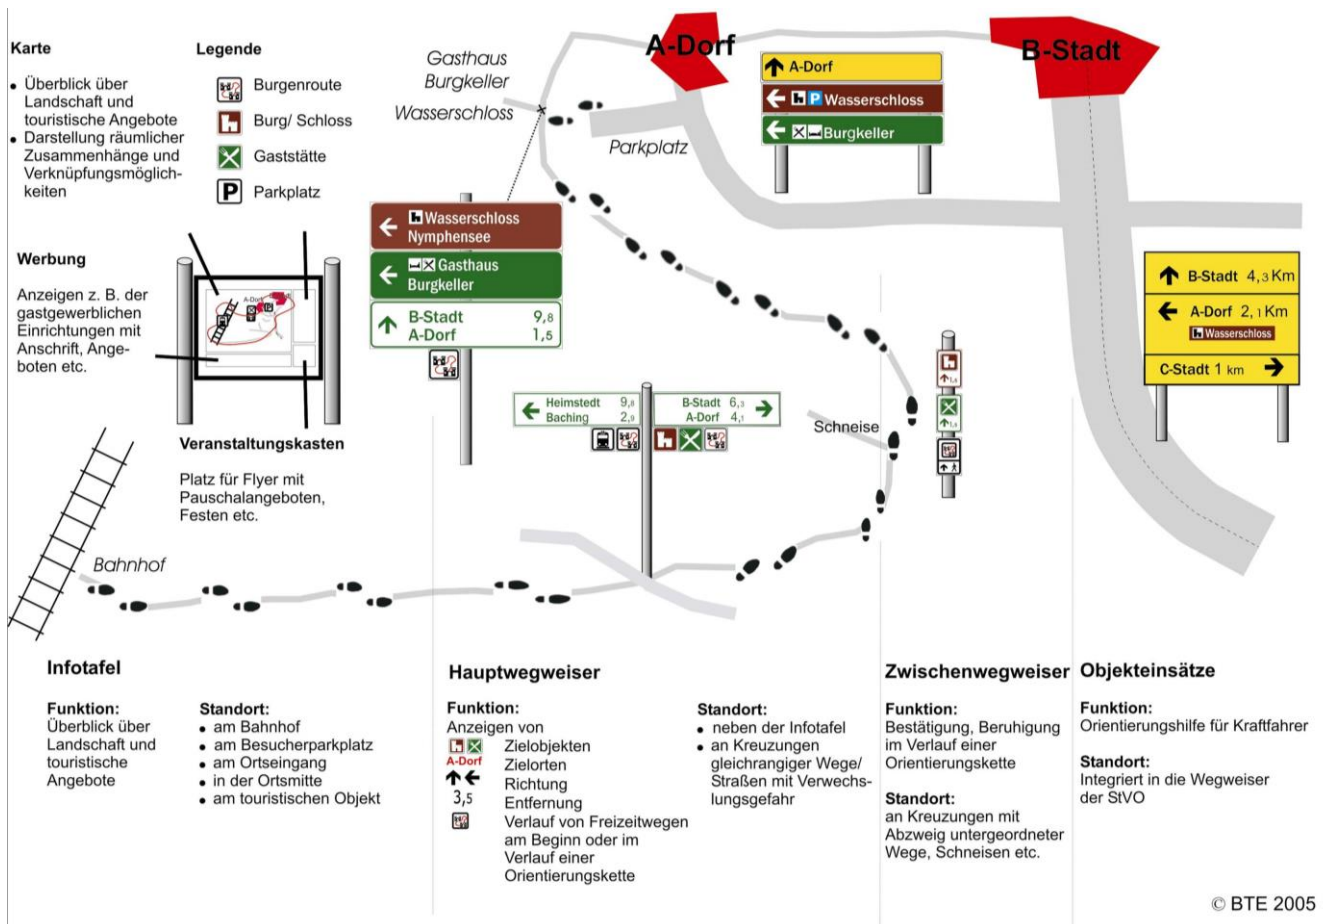 Karte
• Überblick über
Landschaft und
touristische Angebote
• Darstellung räumlicher
Zusammenhänge und
Verknüpfungsmöglich-
keiten
Legende
Burgenroute
Burg/ Schloss
Gaststätte
P Parkplatz
Werbung
Anzeigen z. B. der
gastgewerblichen
Einrichtungen mit
Anschrift, Ange-
boten etc.
A-Dorf
Veranstaltungskasten
Platz für Flyer mit
Pauschalangeboten,
Festen etc.
Bahnhof
Gasthaus
Burgkeller
Wasserschloss
Parkplatz
A-Dorf
B-Stadt
A-Dorf
P Wasserschloss
Burgkeller
Wasserschloss
Nymphensee
Gasthaus
Burgkeller
B-Stadt 9,8
A-Dorf 1,5
Heimstedt 9,8
Baching 2,9
B-Stadt 6,3
A-Dorf 4,1
Schneise
B-Stadt 4,3 Km
A-Dorf 2,1 Km
Wasserschloss
C-Stadt 1 km
Infotafel
Funktion:
Überblick über
Landschaft und
touristische
Angebote
Standort:
• am Bahnhof
• am Besucherparkplatz
• am Ortseingang
• in der Ortsmitte
• am touristischen Objekt
Hauptwegweiser
Funktion:
Anzeigen von
Zielobjekten
A-Dorf Zielorten
Richtung
3,5 Entfernung
Verlauf von Freizeitwegen
am Beginn oder im
Verlauf einer
Orientierungskette
Standort:
• neben der Infotafel
• an Kreuzungen
gleichrangiger Wege/
Straßen mit Verwechs-
lungsgefahr
Zwischenwegweiser
Funktion:
Bestätigung, Beruhigung
im Verlauf einer
Orientierungskette
Standort:
an Kreuzungen mit
Abzweig untergeordneter
Wege, Schneisen etc.
Objekteinsätze
Funktion:
Orientierungshilfe für Kraftfahrer
Standort:
Integriert in die Wegweiser
der StVO
© BTE 2005